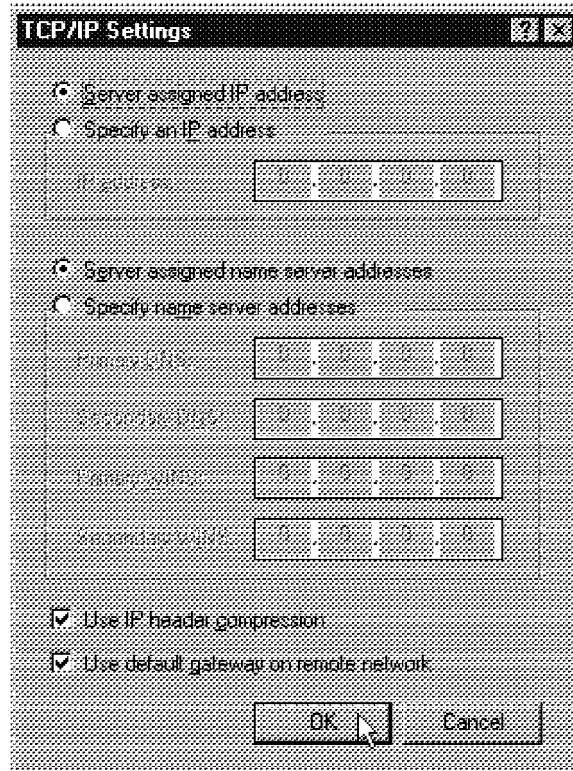 TCP/IP Settings
Server assigned IP address
Specify an IP address
IP address:
0 . 0 . 0 . 0
Server assigned name server addresses
Specify name server addresses
Primary DNS:
0 . 0 . 0 . 0
Secondary DNS:
0 . 0 . 0 . 0
Primary WINS:
0 . 0 . 0 . 0
Secondary WINS:
0 . 0 . 0 . 0
Use IP header compression
Use default gateway on remote network
OK
Cancel